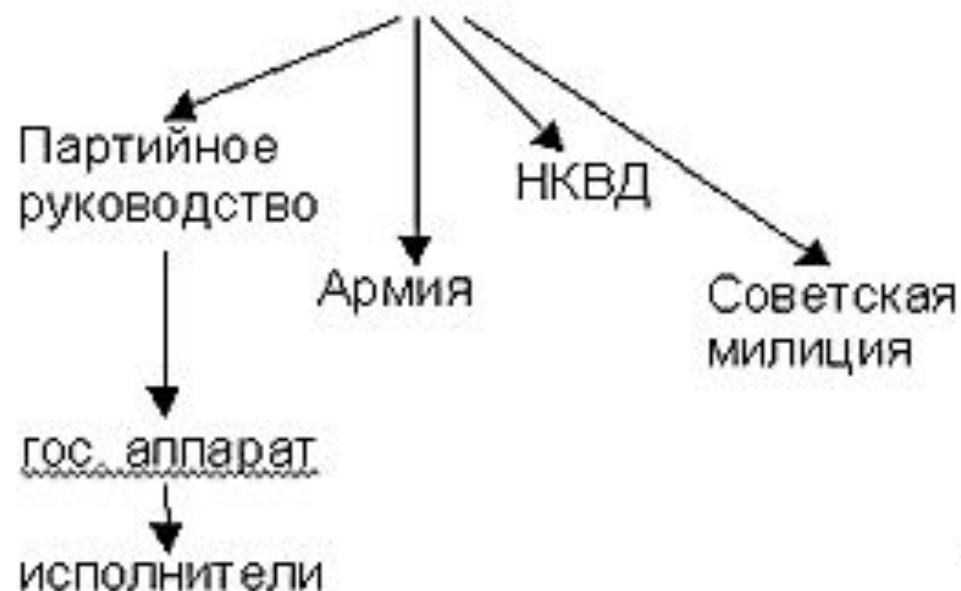 Партийное
руководство
НКВД
Армия
Советская
милиция
гос. аппарат
исполнители